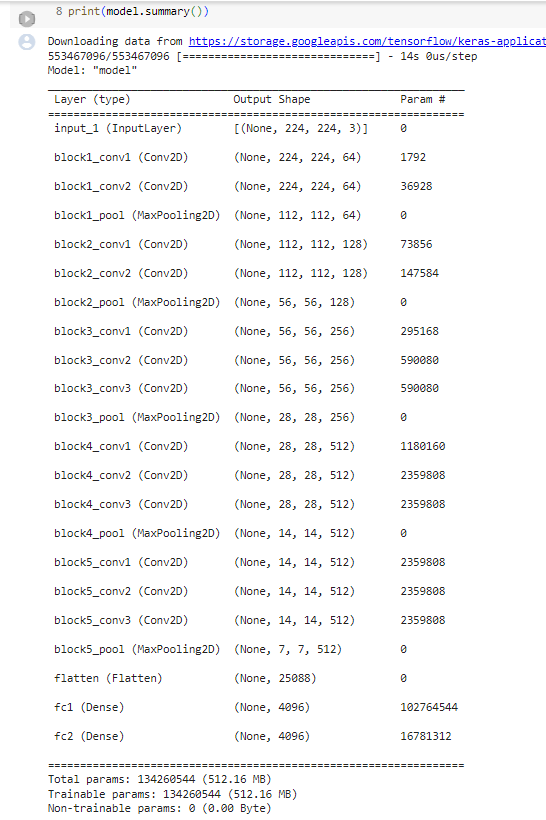 8 print(model.summary())
Downloading data from https://storage.googleapis.com/tensorflow/keras-applicat
553467096/553467096 [==============================] - 14s 0us/step
Model: "model"
_________________________________________________________________
Layer (type) Output Shape Param #
=================================================================
input_1 (InputLayer) [(None, 224, 224, 3)] 0
block1_conv1 (Conv2D) (None, 224, 224, 64) 1792
block1_conv2 (Conv2D) (None, 224, 224, 64) 36928
block1_pool (MaxPooling2D) (None, 112, 112, 64) 0
block2_conv1 (Conv2D) (None, 112, 112, 128) 73856
block2_conv2 (Conv2D) (None, 112, 112, 128) 147584
block2_pool (MaxPooling2D) (None, 56, 56, 128) 0
block3_conv1 (Conv2D) (None, 56, 56, 256) 295168
block3_conv2 (Conv2D) (None, 56, 56, 256) 590080
block3_conv3 (Conv2D) (None, 56, 56, 256) 590080
block3_pool (MaxPooling2D) (None, 28, 28, 256) 0
block4_conv1 (Conv2D) (None, 28, 28, 512) 1180160
block4_conv2 (Conv2D) (None, 28, 28, 512) 2359808
block4_conv3 (Conv2D) (None, 28, 28, 512) 2359808
block4_pool (MaxPooling2D) (None, 14, 14, 512) 0
block5_conv1 (Conv2D) (None, 14, 14, 512) 2359808
block5_conv2 (Conv2D) (None, 14, 14, 512) 2359808
block5_conv3 (Conv2D) (None, 14, 14, 512) 2359808
block5_pool (MaxPooling2D) (None, 7, 7, 512) 0
flatten (Flatten) (None, 25088) 0
fc1 (Dense) (None, 4096) 102764544
fc2 (Dense) (None, 4096) 16781312
=================================================================
Total params: 134260544 (512.16 MB)
Trainable params: 134260544 (512.16 MB)
Non-trainable params: 0 (0.00 Byte)